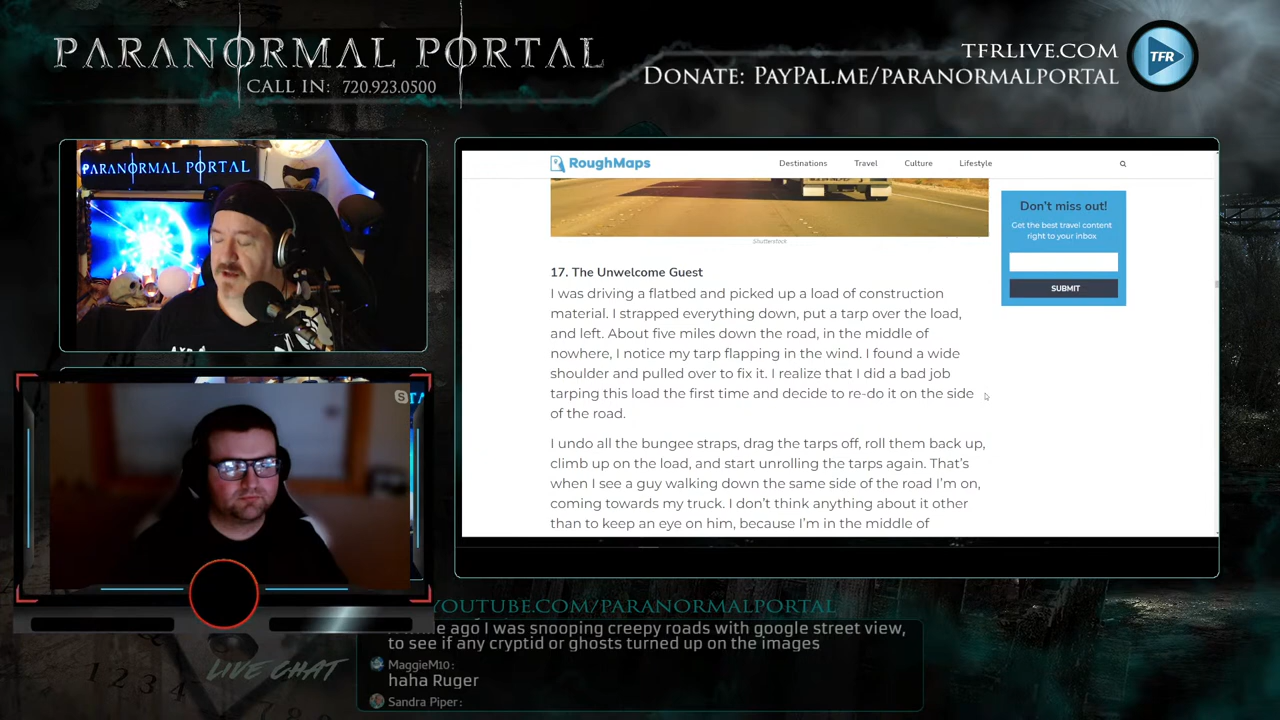 PARANORMAL PORTAL
CALL IN: 720.923.0500
TFRLIVE.COM
DONATE: PAYPAL.ME/PARANORMALPORTAL
TFR
PARANORMAL PORTAL
RoughMaps
Destinations Travel Culture Lifestyle
Shutterstock
Don't miss out!
Get the best travel content
right to your inbox
SUBMIT
17. The Unwelcome Guest
I was driving a flatbed and picked up a load of construction
material. I strapped everything down, put a tarp over the load,
and left. About five miles down the road, in the middle of
nowhere, I notice my tarp flapping in the wind. I found a wide
shoulder and pulled over to fix it. I realize that I did a bad job
tarping this load the first time and decide to re-do it on the side
of the road.
I undo all the bungee straps, drag the tarps off, roll them back up,
climb up on the load, and start unrolling the tarps again. That's
when I see a guy walking down the same side of the road I'm on,
coming towards my truck. I don't think anything about it other
than to keep an eye on him, because I'm in the middle of
YOUTUBE.COM/PARANORMALPORTAL
LIVE CHAT
ago I was snooping creepy roads with google street view,
to see if any cryptid or ghosts turned up on the images
MaggieM10:
haha Ruger
Sandra Piper:
1 2 3 4